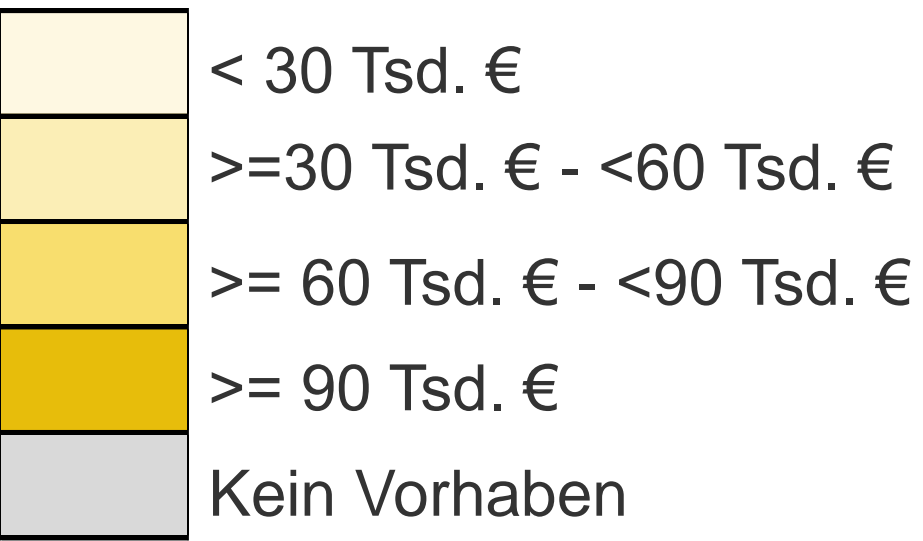 < 30 Tsd. €
>=30 Tsd. € - <60 Tsd. €
>= 60 Tsd. € - <90 Tsd. €
>= 90 Tsd. €
Kein Vorhaben